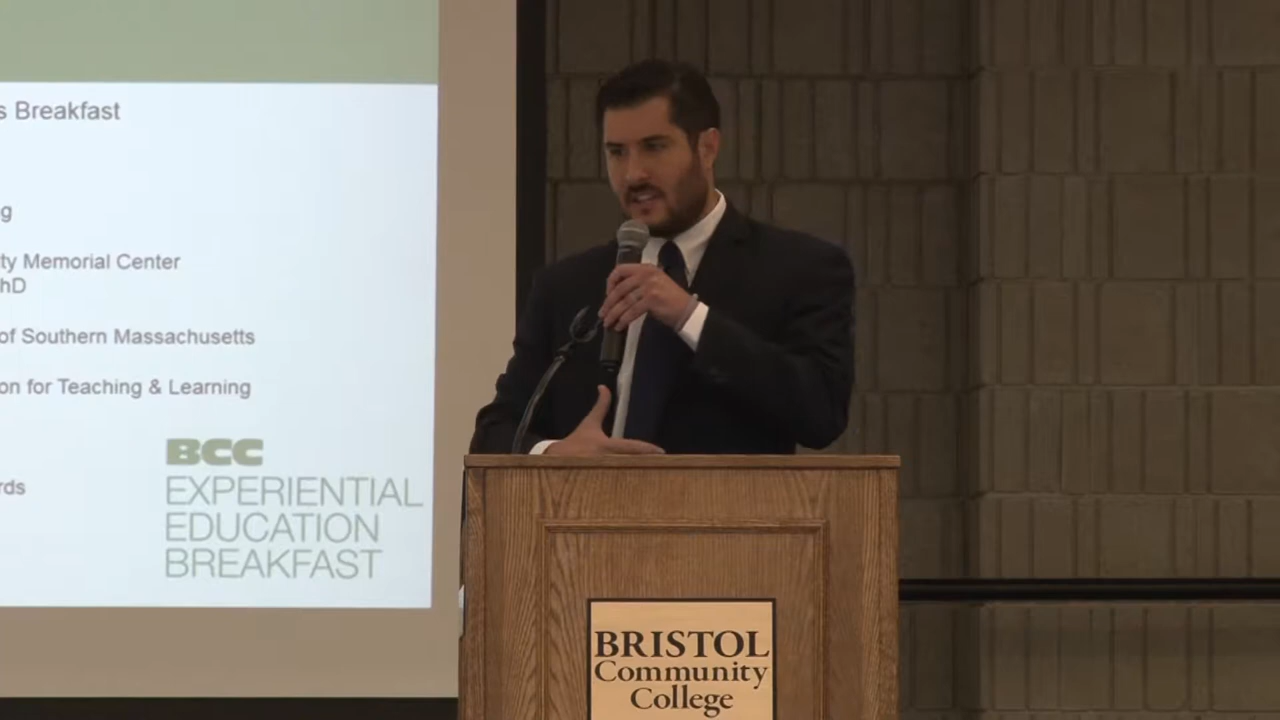 s Breakfast
g
ty Memorial Center
hD
of Southern Massachusetts
on for Teaching & Learning
rds
BCC
EXPERIENTIAL
EDUCATION
BREAKFAST
BRISTOL
Community
College